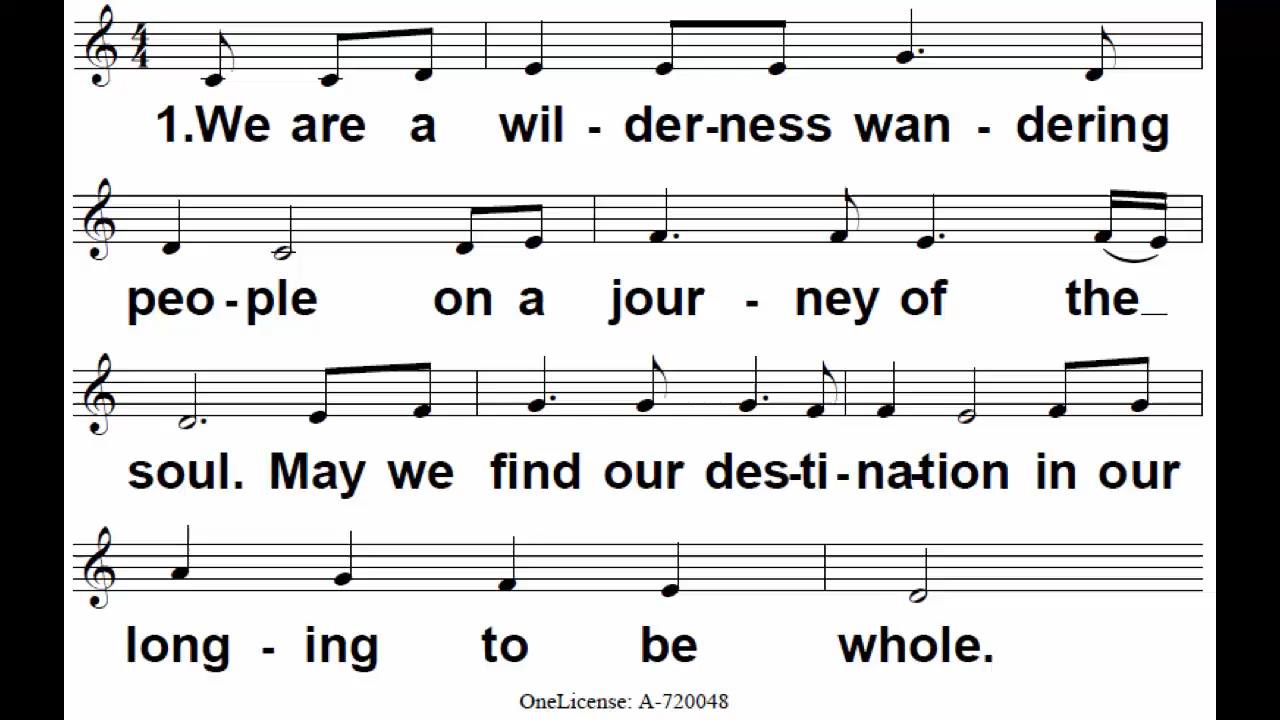 1.We are a wil - der-ness wan - dering
peo - ple on a jour - ney of the_
soul. May we find our des-ti-na-tion in our
long - ing to be whole.
OneLicense: A-720048